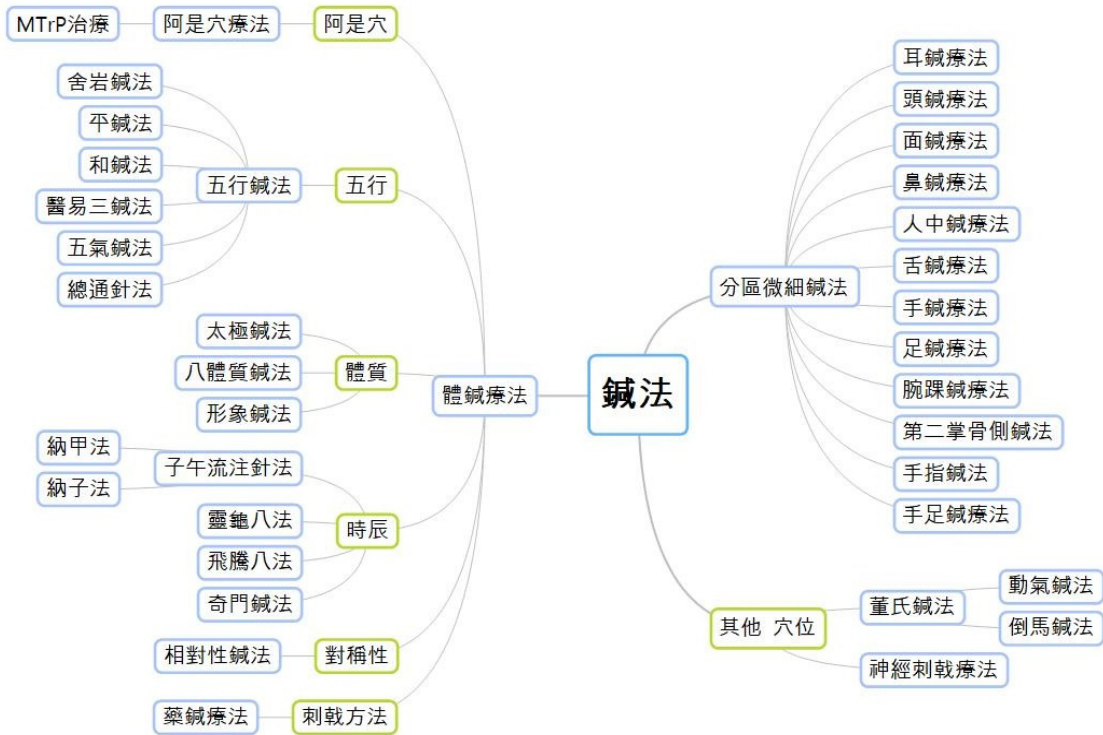 鍼法
體鍼療法
阿是穴
阿是穴療法
MTrP治療
五行
五行鍼法
舍岩鍼法
平鍼法
和鍼法
醫易三鍼法
五氣鍼法
總通針法
體質
太極鍼法
八體質鍼法
形象鍼法
時辰
子午流注針法
納甲法
納子法
靈龜八法
飛騰八法
奇門鍼法
對稱性
相對性鍼法
刺戟方法
藥鍼療法
分區微細鍼法
耳鍼療法
頭鍼療法
面鍼療法
鼻鍼療法
人中鍼療法
舌鍼療法
手鍼療法
足鍼療法
腕踝鍼療法
第二掌骨側鍼法
手指鍼法
手足鍼療法
其他 穴位
董氏鍼法
動氣鍼法
倒馬鍼法
神經刺戟療法